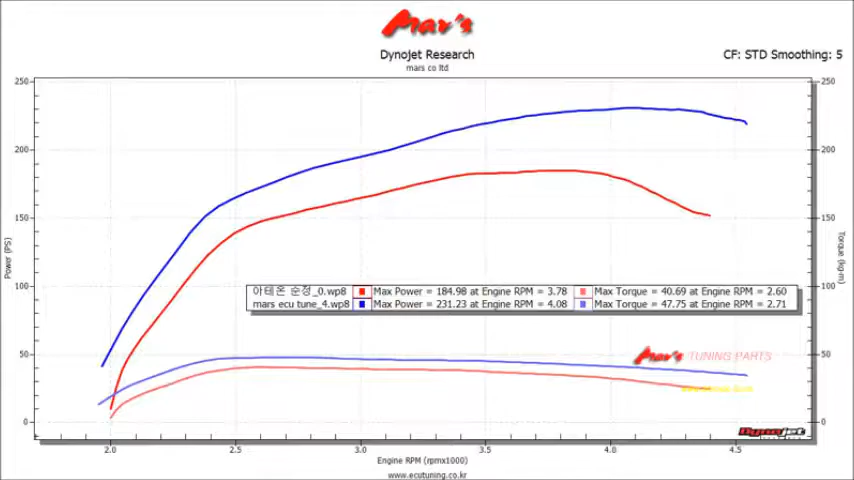 Mar's
Dynojet Research
CF: STD Smoothing: 5
mars co ltd
250 250
200 200
150 150
100 100
50 50
0 0
Power (PS)
Torque (kg-m)
아테온 순정_0.wp8 Max Power = 184.98 at Engine RPM = 3.78 Max Torque = 40.69 at Engine RPM = 2.60
mars ecu tune_4.wp8 Max Power = 231.23 at Engine RPM = 4.08 Max Torque = 47.75 at Engine RPM = 2.71
Mar's TUNING PARTS
Dynojet
2.0 2.5 3.0 3.5 4.0 4.5
Engine RPM (rpmx1000)
www.ecutuning.co.kr